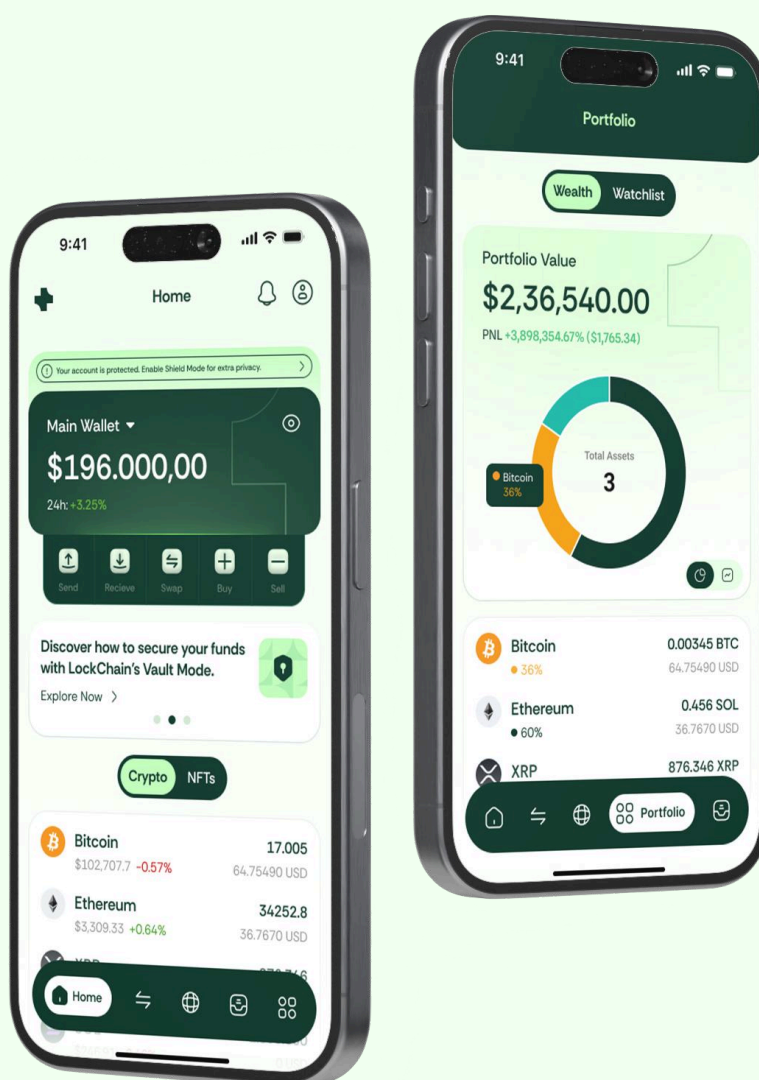 9:41
Home
Your account is protected. Enable Shield Mode for extra privacy.
Main Wallet
$196.000,00
24h: +3.25%
Send Recieve Swap Buy Sell
Discover how to secure your funds
with LockChain's Vault Mode.
Explore Now
Crypto NFTs
Bitcoin 17.005
$102,707.7 -0.57% 64.75490 USD
Ethereum 34252.8
$3,309.33 +0.64% 36.7670 USD
XRP
Home
9:41
Portfolio
Wealth Watchlist
Portfolio Value
$2,36,540.00
PNL +3,898,354.67% ($1,765.34)
Total Assets
3
Bitcoin
36%
Bitcoin 0.00345 BTC
36% 64.75490 USD
Ethereum 0.456 SOL
60% 36.7670 USD
XRP 876.346 XRP
Portfolio